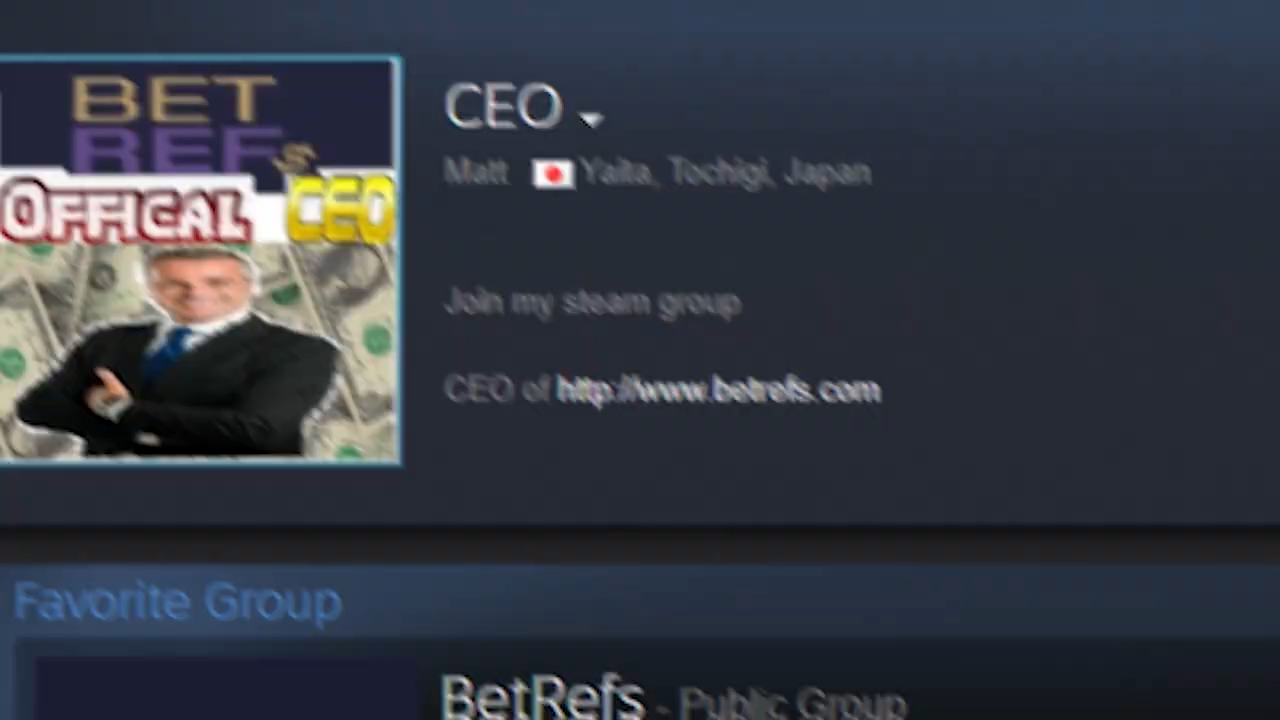 BET
REFs
OFFICAL CEO
CEO
Matt Yaita, Tochigi, Japan
Join my steam group
CEO of http://www.betrefs.com
Favorite Group
BetRefs - Public Group